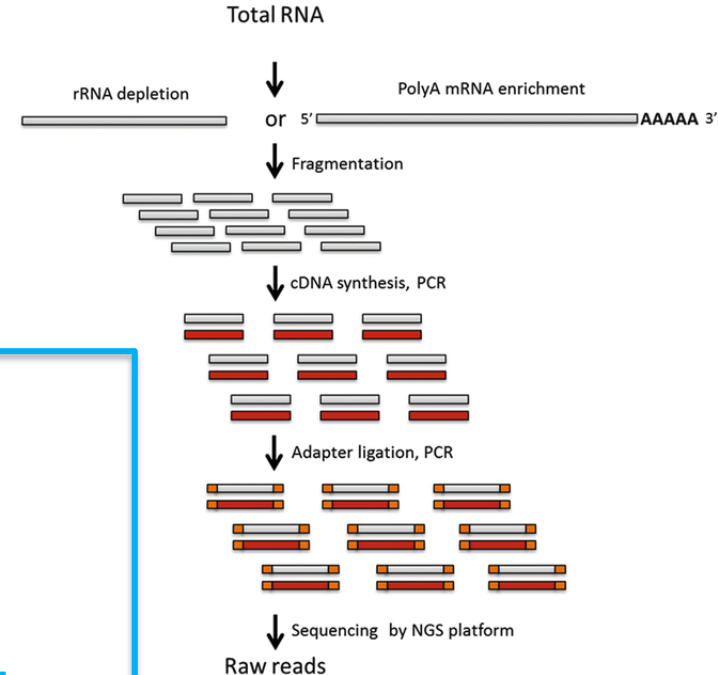 Total RNA
rRNA depletion
PolyA mRNA enrichment
or 5' AAAAA 3'
Fragmentation
cDNA synthesis, PCR
Adapter ligation, PCR
Sequencing by NGS platform
Raw reads